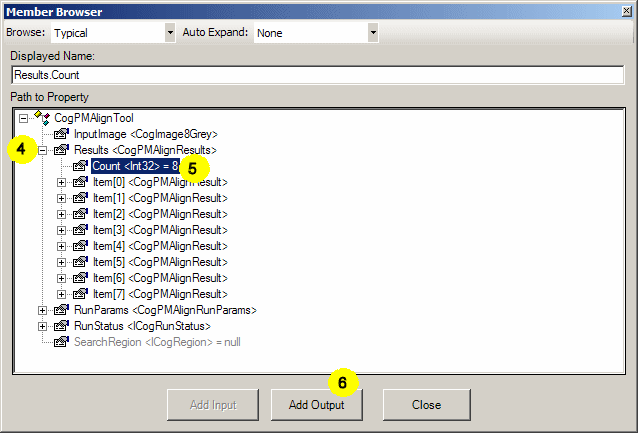 Member Browser
Browse: Typical Auto Expand: None
Displayed Name:
Results.Count
Path to Property
CogPMAlignTool
InputImage <CogImage8Grey>
4 Results <CogPMAlignResults>
Count <Int32> = 8 5
Item[0] <CogPMAlignResult>
Item[1] <CogPMAlignResult>
Item[2] <CogPMAlignResult>
Item[3] <CogPMAlignResult>
Item[4] <CogPMAlignResult>
Item[5] <CogPMAlignResult>
Item[6] <CogPMAlignResult>
Item[7] <CogPMAlignResult>
RunParams <CogPMAlignRunParams>
RunStatus <ICogRunStatus>
SearchRegion <ICogRegion> = null
6
Add Input Add Output Close